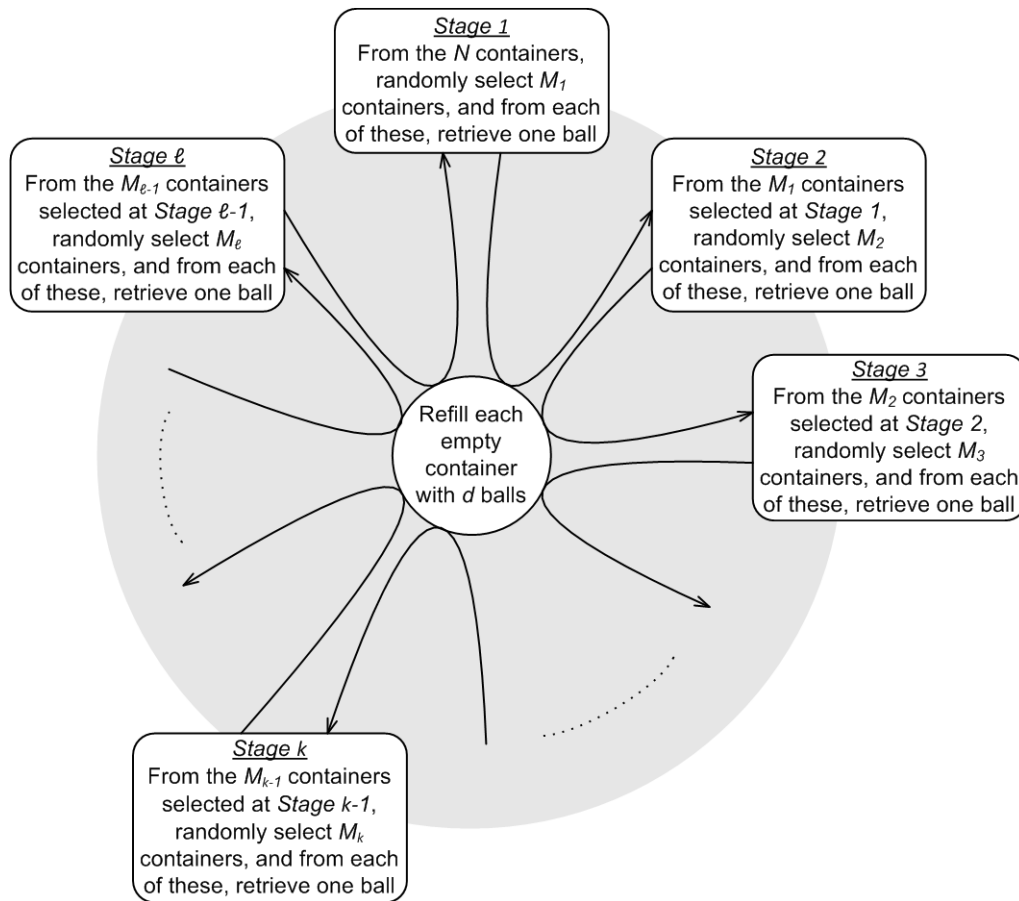 Stage 1
From the N containers,
randomly select M₁
containers, and from each
of these, retrieve one ball
Stage 2
From the M₁ containers
selected at Stage 1,
randomly select M₂
containers, and from each
of these, retrieve one ball
Stage 3
From the M₂ containers
selected at Stage 2,
randomly select M₃
containers, and from each
of these, retrieve one ball
Stage k
From the Mₖ₋₁ containers
selected at Stage k-1,
randomly select Mₖ
containers, and from each
of these, retrieve one ball
Stage ℓ
From the M_ℓ-1 containers
selected at Stage ℓ-1,
randomly select M_ℓ
containers, and from each
of these, retrieve one ball
Refill each
empty
container
with d balls